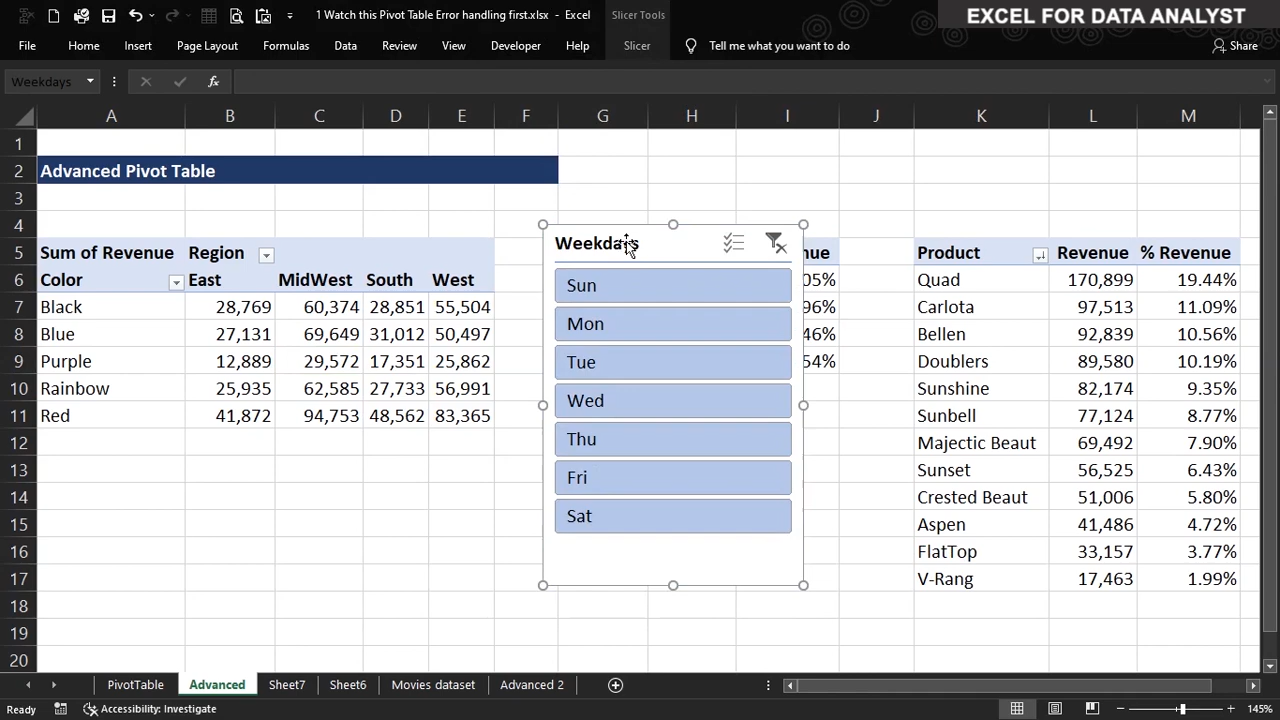 1 Watch this Pivot Table Error handling first.xlsx - Excel
Slicer Tools
EXCEL FOR DATA ANALYST
File Home Insert Page Layout Formulas Data Review View Developer Help Slicer Tell me what you want to do Share
Weekdays fx
A B C D E F G H I J K L M
1
2 Advanced Pivot Table
3
4
5 Sum of Revenue Region nue Product Revenue % Revenue
6 Color East MidWest South West 05% Quad 170,899 19.44%
7 Black 28,769 60,374 28,851 55,504 96% Carlota 97,513 11.09%
8 Blue 27,131 69,649 31,012 50,497 46% Bellen 92,839 10.56%
9 Purple 12,889 29,572 17,351 25,862 54% Doublers 89,580 10.19%
10 Rainbow 25,935 62,585 27,733 56,991 Sunshine 82,174 9.35%
11 Red 41,872 94,753 48,562 83,365 Sunbell 77,124 8.77%
12 Majectic Beaut 69,492 7.90%
13 Sunset 56,525 6.43%
14 Crested Beaut 51,006 5.80%
15 Aspen 41,486 4.72%
16 FlatTop 33,157 3.77%
17 V-Rang 17,463 1.99%
18
19
20
Weekdays
Sun
Mon
Tue
Wed
Thu
Fri
Sat
PivotTable Advanced Sheet7 Sheet6 Movies dataset Advanced 2
Ready Accessibility: Investigate 145%